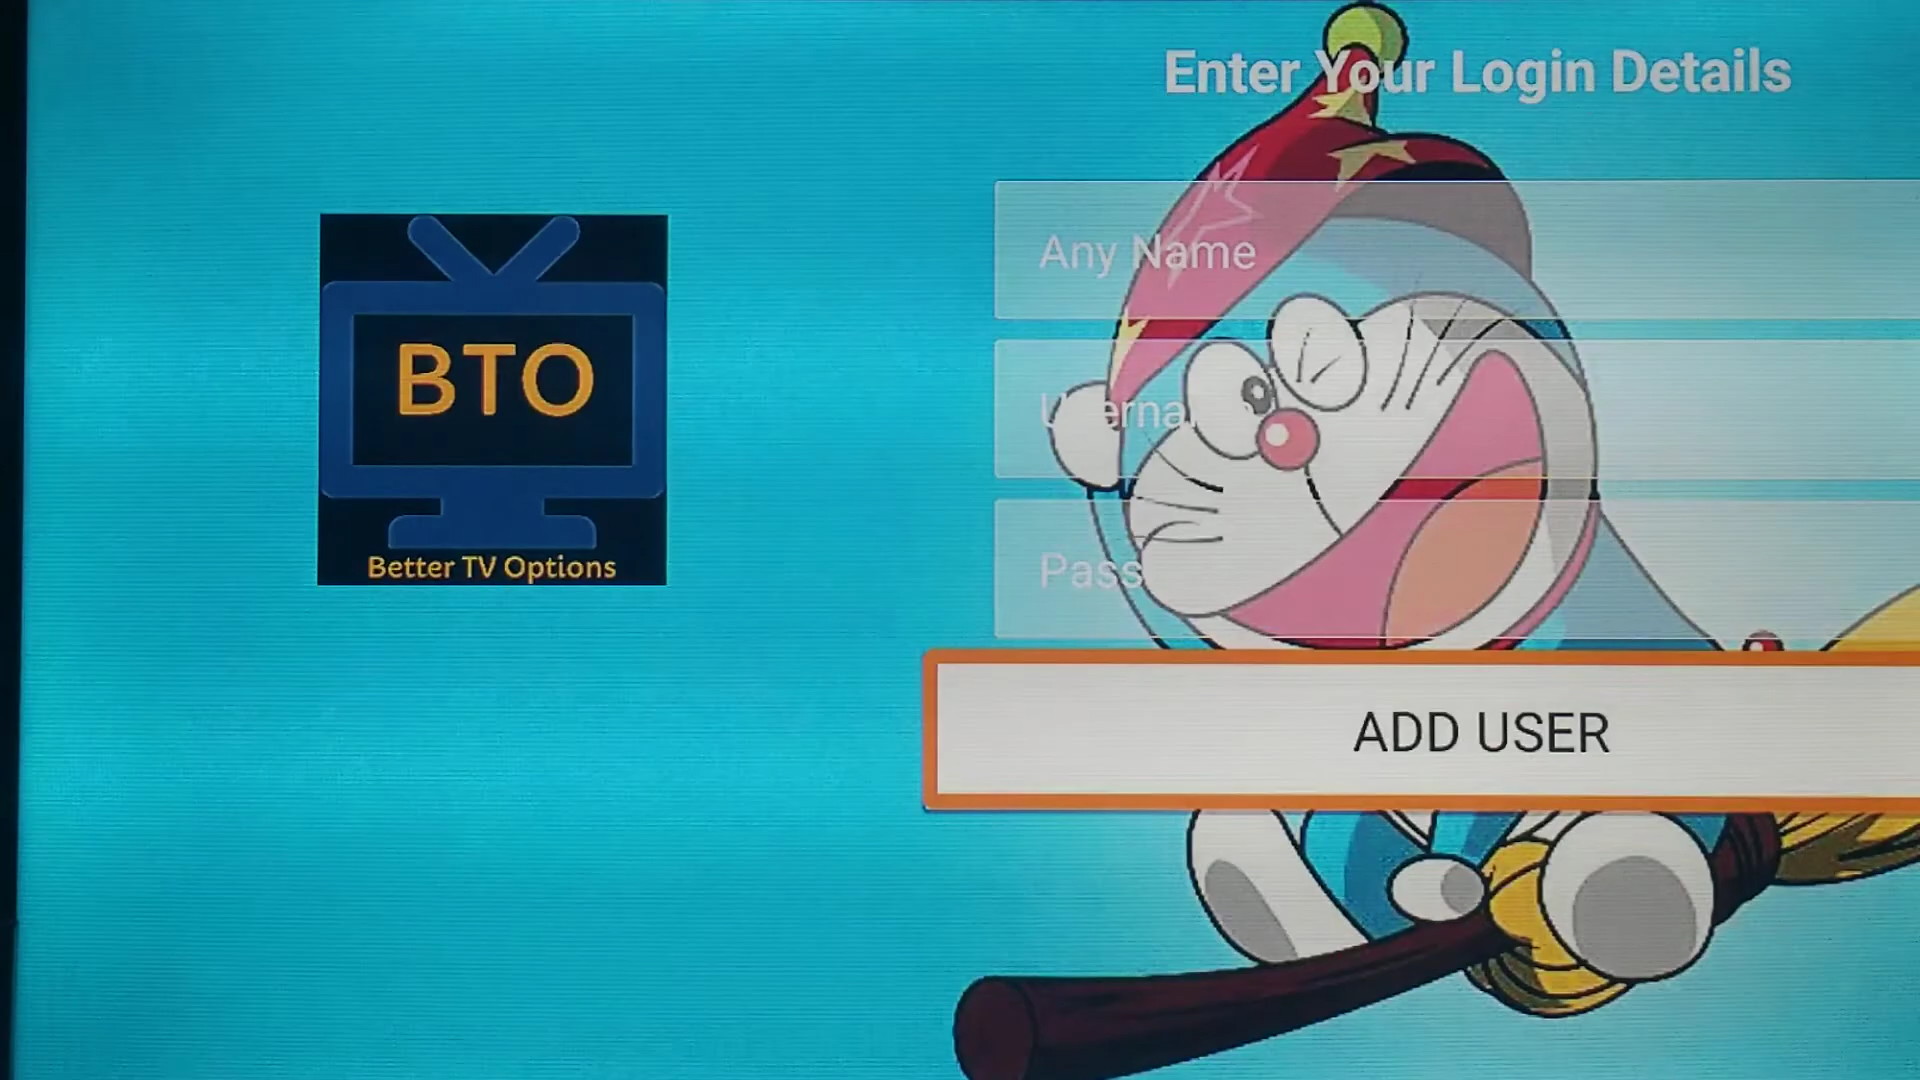 Enter Your Login Details
Any Name
BTO
Better TV Options
ADD USER